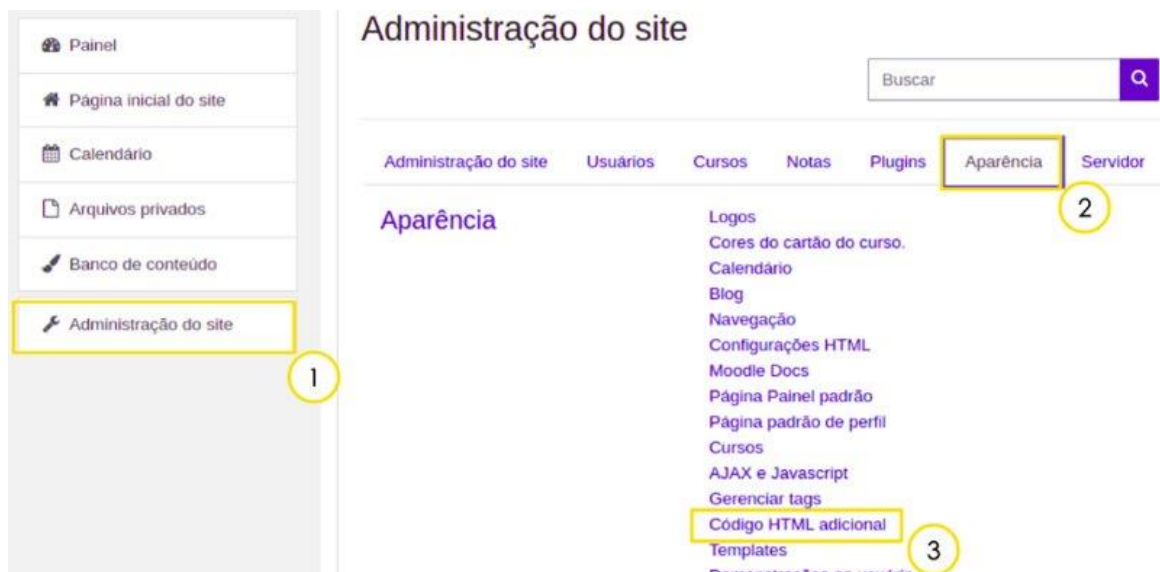 Painel
Página inicial do site
Calendário
Arquivos privados
Banco de conteúdo
Administração do site
1
Administração do site
Buscar
Administração do site Usuários Cursos Notas Plugins Aparência Servidor
2
Aparência
Logos
Cores do cartão do curso.
Calendário
Blog
Navegação
Configurações HTML
Moodle Docs
Página Painel padrão
Página padrão de perfil
Cursos
AJAX e Javascript
Gerenciar tags
Código HTML adicional
3
Templates